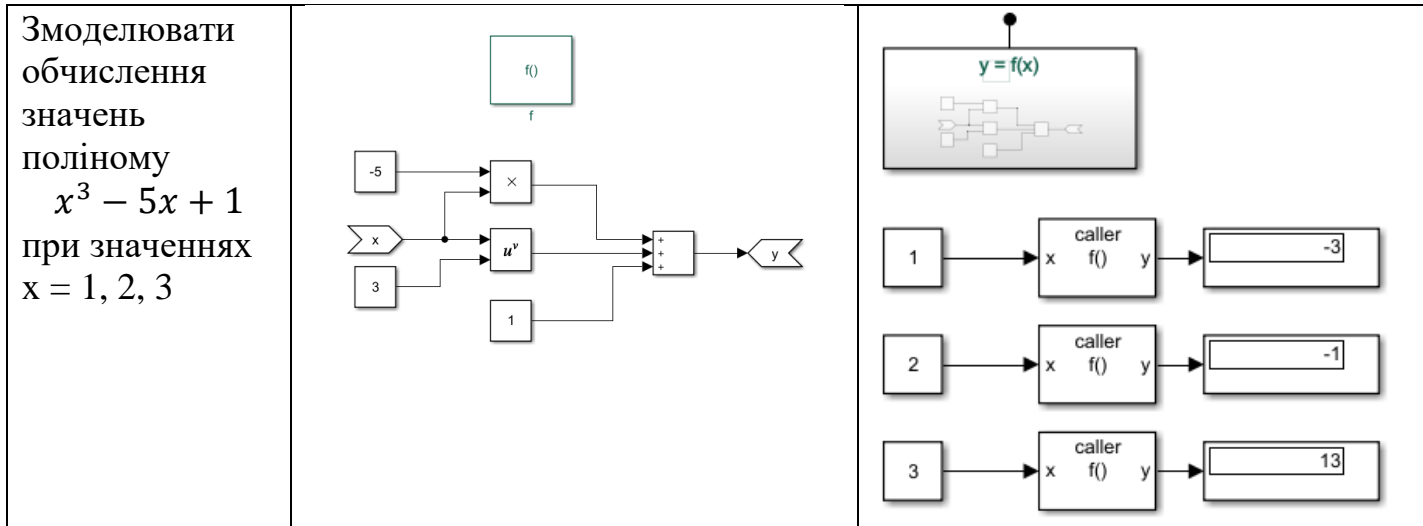 Змоделювати
обчислення
значень
поліному
x³ − 5x + 1
при значеннях
x = 1, 2, 3
f()
f
-5
×
x
u^v
3
1
+
+
+
y
y = f(x)
1
caller
x f() y
-3
2
caller
x f() y
-1
3
caller
x f() y
13